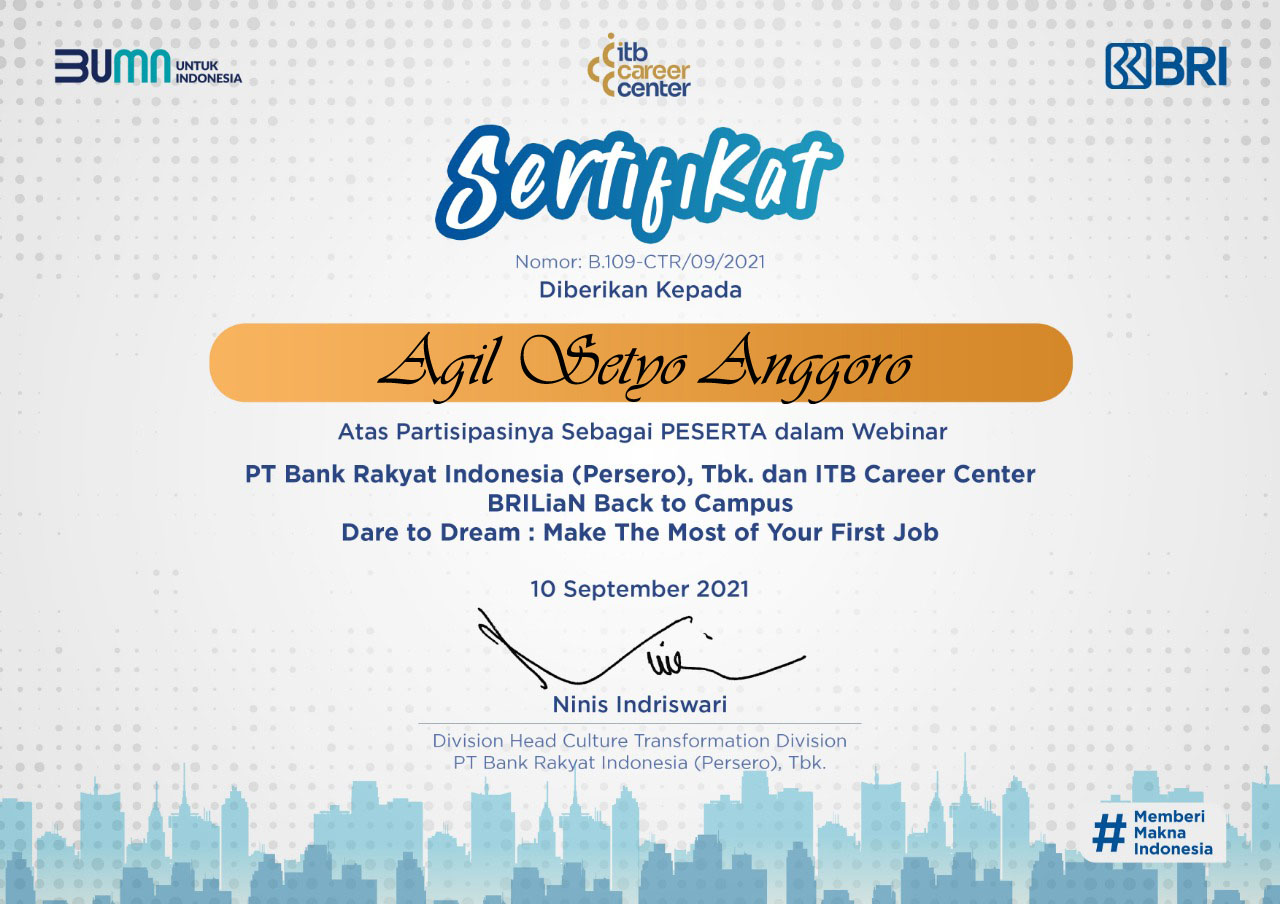 BUMN UNTUK INDONESIA
itb career center
BRI
Sertifikat
Nomor: B.109-CTR/09/2021
Diberikan Kepada
Agil Setyo Anggoro
Atas Partisipasinya Sebagai PESERTA dalam Webinar
PT Bank Rakyat Indonesia (Persero), Tbk. dan ITB Career Center
BRILiaN Back to Campus
Dare to Dream : Make The Most of Your First Job
10 September 2021
Ninis Indriswari
Division Head Culture Transformation Division
PT Bank Rakyat Indonesia (Persero), Tbk.
# Memberi
Makna
Indonesia